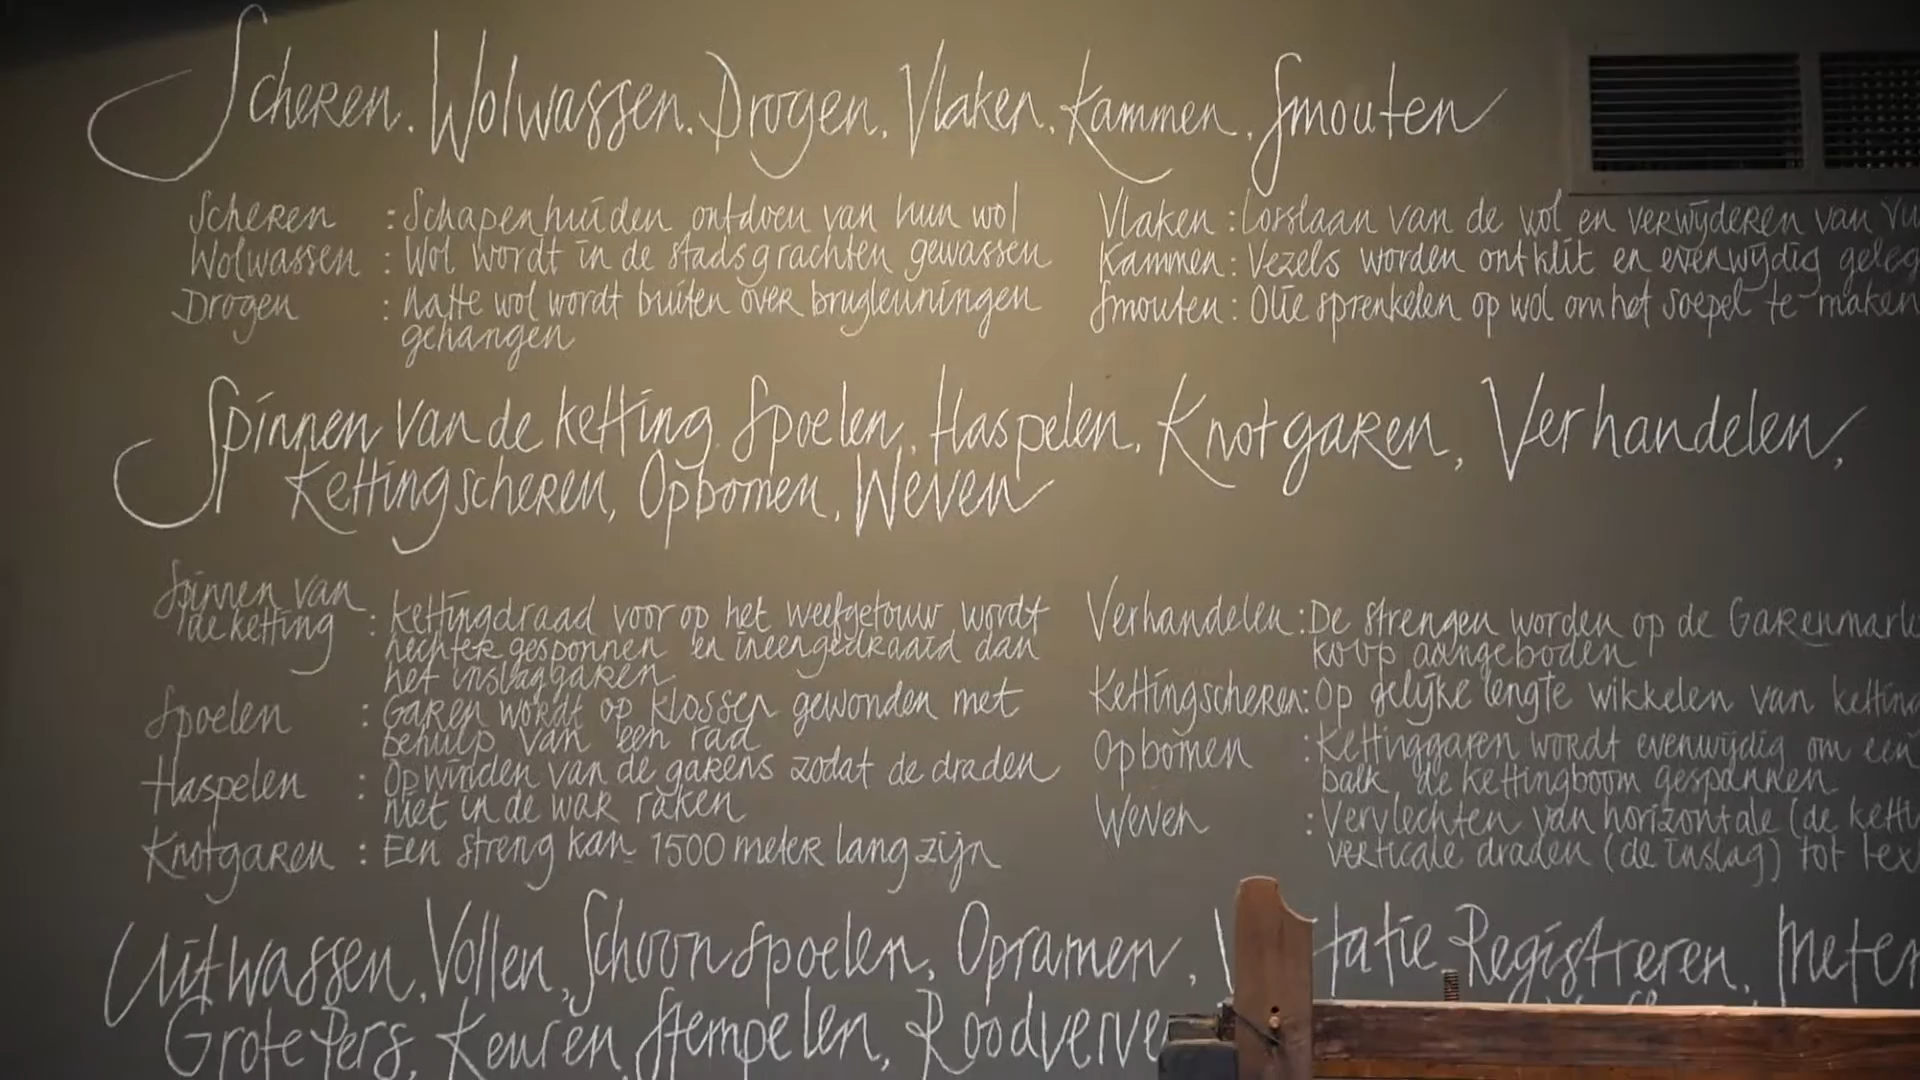 Scheren. Wolwassen. Drogen. Vlaken. Kammen. Smouten
Scheren : Schapenhuiden ontdoen van hun wol
Wolwassen : Wol wordt in de stadsgrachten gewassen
Drogen : Natte wol wordt buiten over brugleuningen
gehangen
Vlaken : Losslaan van de wol en verwijderen van
Kammen : Vezels worden ontklit en evenwijdig
Smouten : Olie sprenkelen op wol om het soepel te maken
Spinnen van de ketting. Spoelen. Haspelen. Knotgaren, Verhandelen,
Kettingscheren, Opbomen, Weven
Spinnen van
de ketting : Kettingdraad voor op het weefgetouw wordt
hechter gesponnen en ineengedraaid dan
het inslaggaren
Spoelen : Garen wordt op klossen gewonden met
behulp van een rad
Haspelen : Opwinden van de garens zodat de draden
niet in de war raken
Knotgaren : Een streng kan 1500 meter lang zijn
Verhandelen : De strengen worden op de
koop aangeboden
Kettingscheren : Op gelijke lengte wikkelen van
Opbomen : Kettinggaren wordt evenwijdig om een
balk, de kettingboom gespannen
Weven : Vervlechten van horizontale (de
verticale draden (de inslag) tot
Uitwassen, Vollen, Schoonspoelen, Opramen, Registreren, Meten
Grote Pers, Keuren, Stempelen,